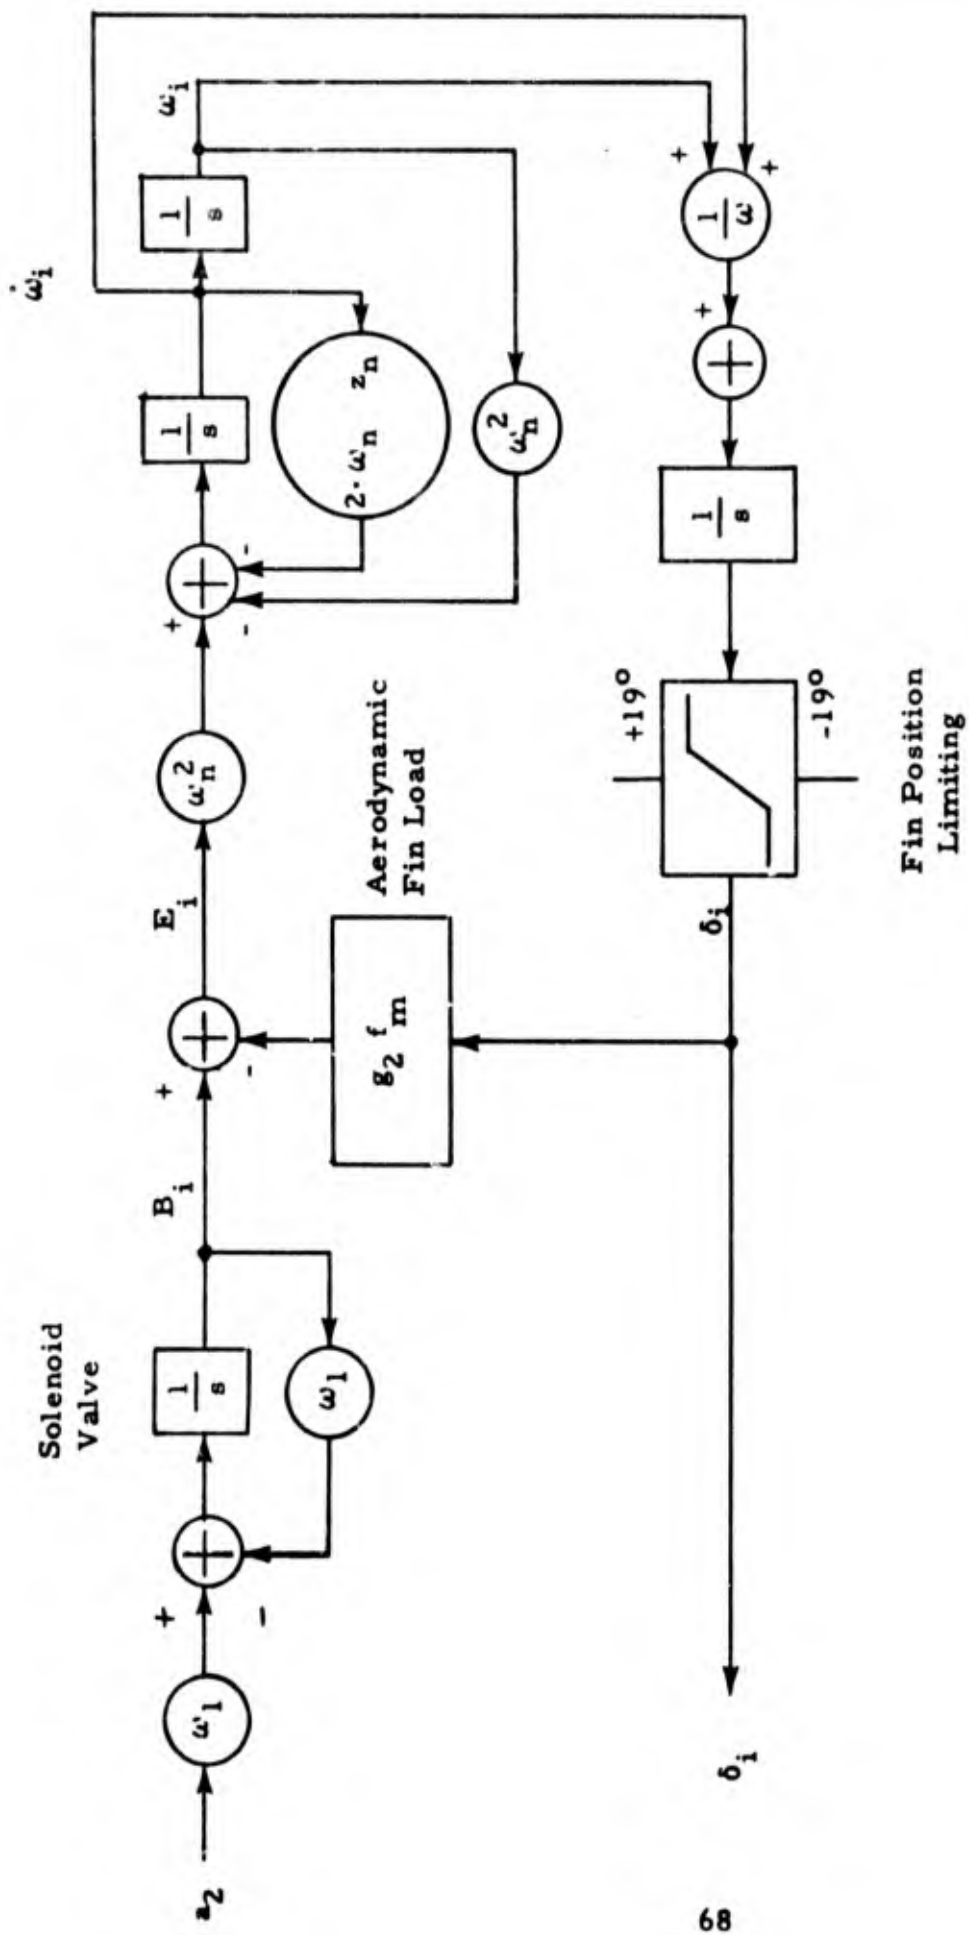 Solenoid
Valve
a2
ω1
+
-
1
s
ω1
Bi
+
-
Ei
ωn²
Aerodynamic
Fin Load
g2 fm
+
-
-
1
s
2·ωn zn
ω̇i
1
s
ωi
ωn²
+
+
1
ω
+
1
s
+19°
-19°
Fin Position
Limiting
δi
δi
68